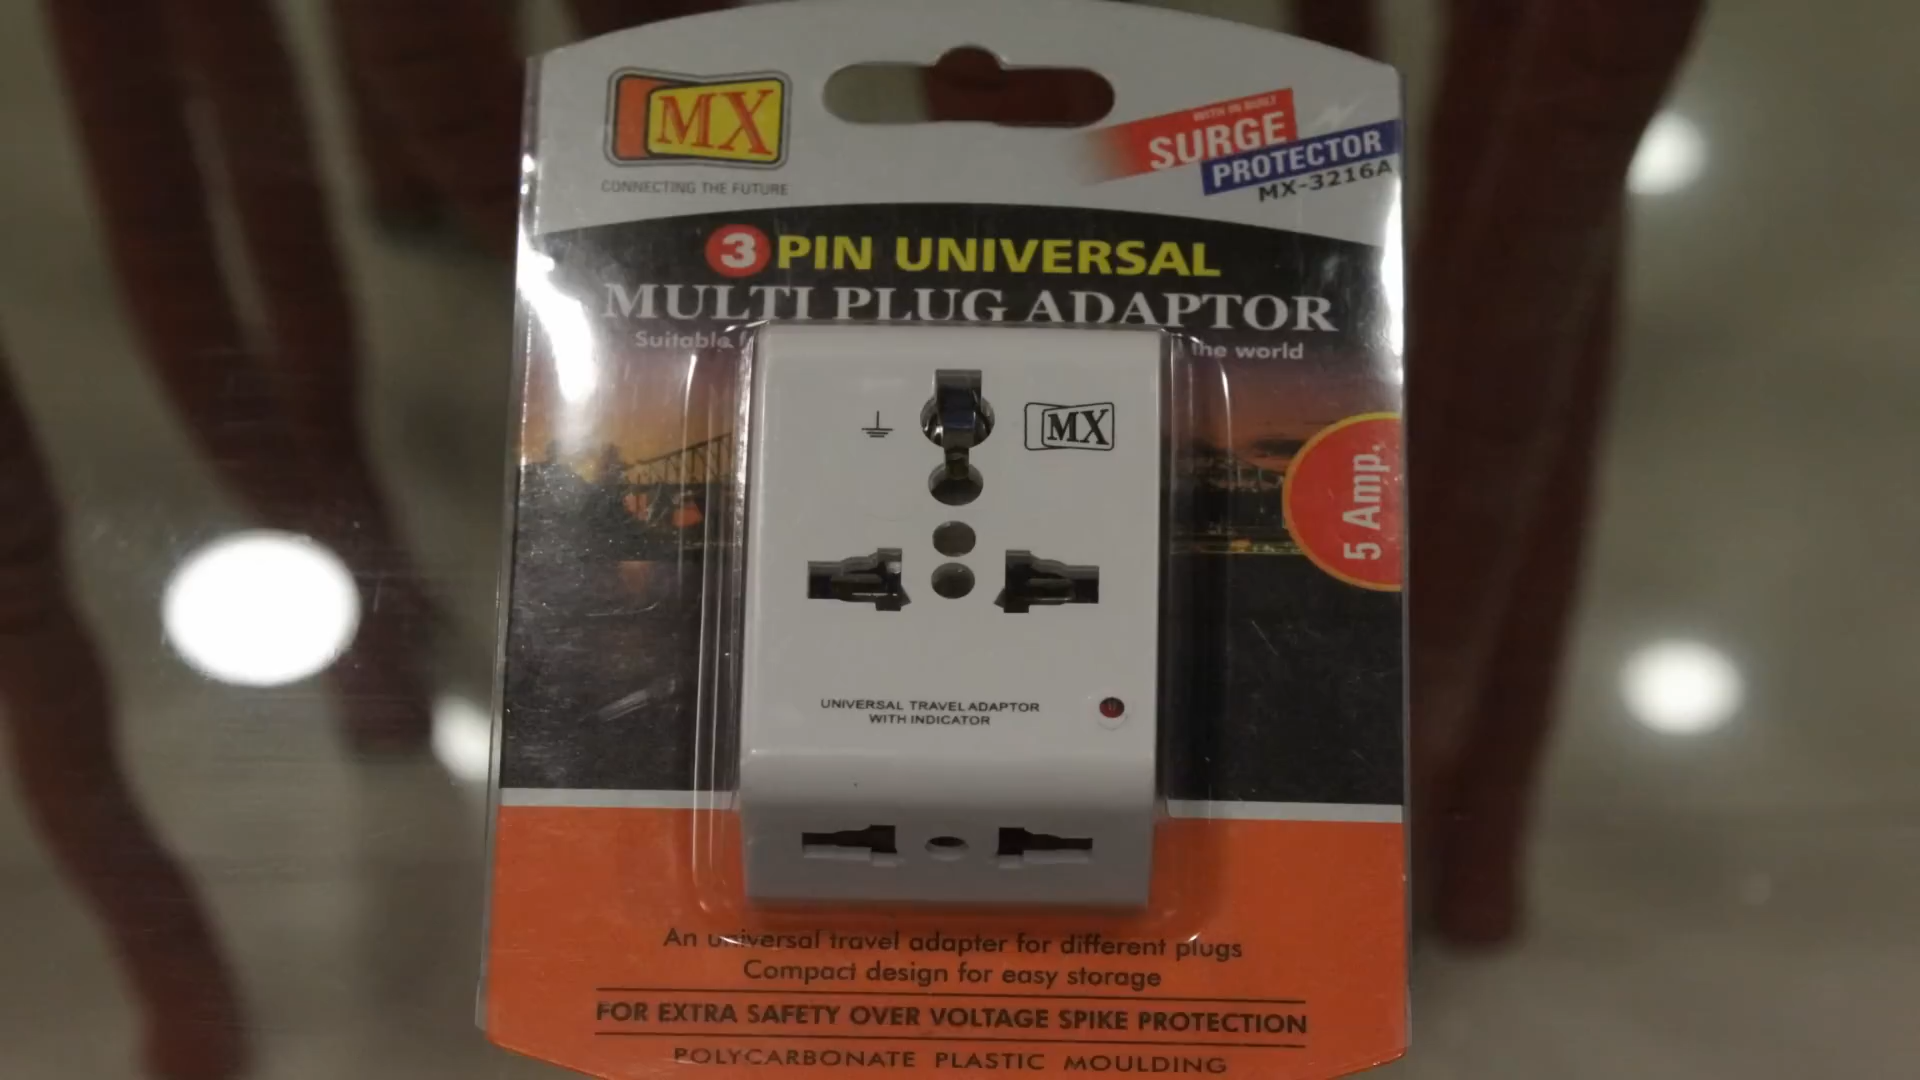 MX
CONNECTING THE FUTURE
WITH IN BUILT
SURGE
PROTECTOR
MX-3216A
3 PIN UNIVERSAL
MULTI PLUG ADAPTOR
Suitable the world
MX
5 Amp.
UNIVERSAL TRAVEL ADAPTOR
WITH INDICATOR
An universal travel adapter for different plugs
Compact design for easy storage
FOR EXTRA SAFETY OVER VOLTAGE SPIKE PROTECTION
POLYCARBONATE PLASTIC MOULDING